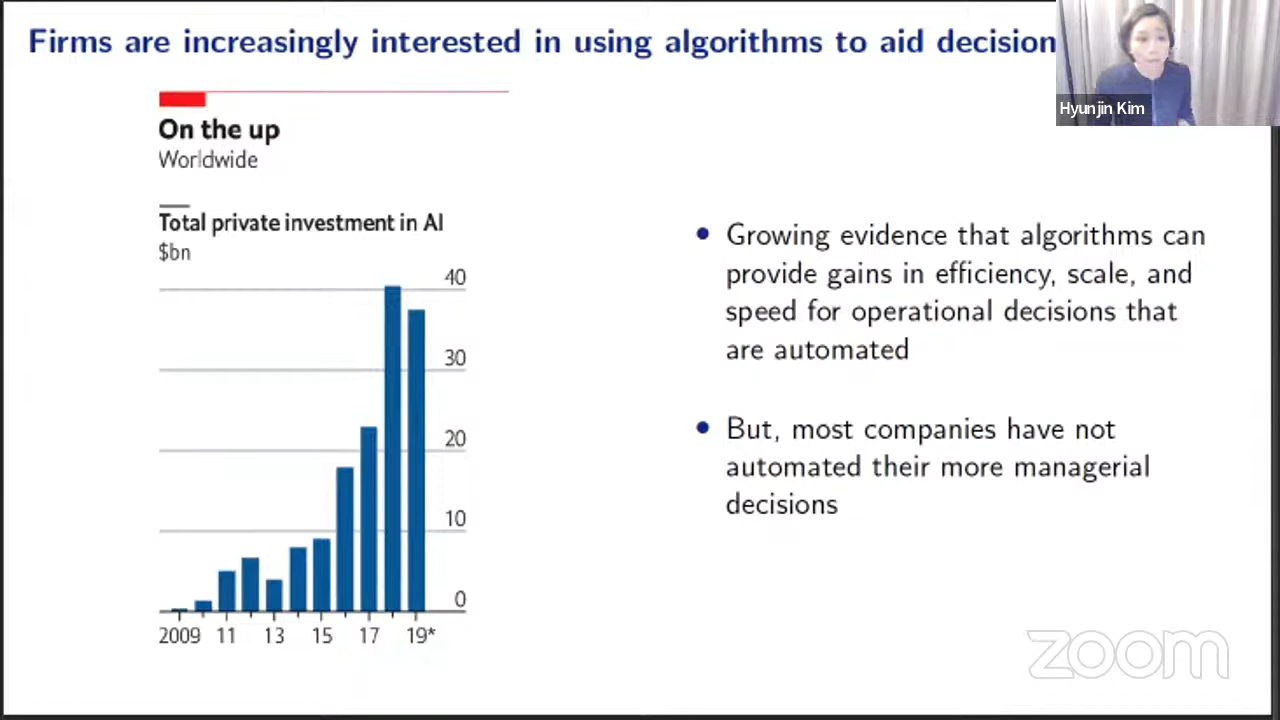 Firms are increasingly interested in using algorithms to aid decision
Hyunjin Kim
On the up
Worldwide
Total private investment in AI
$bn
40
30
20
10
0
2009 11 13 15 17 19*
• Growing evidence that algorithms can
provide gains in efficiency, scale, and
speed for operational decisions that
are automated
• But, most companies have not
automated their more managerial
decisions
zoom